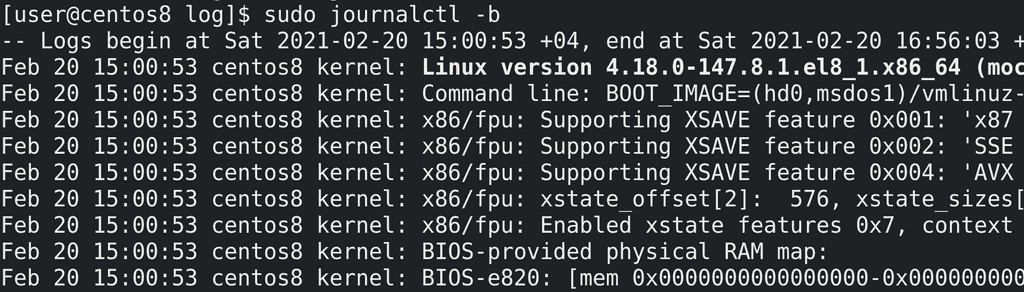 [user@centos8 log]$ sudo journalctl -b
-- Logs begin at Sat 2021-02-20 15:00:53 +04, end at Sat 2021-02-20 16:56:03 +
Feb 20 15:00:53 centos8 kernel: Linux version 4.18.0-147.8.1.el8_1.x86_64 (moc
Feb 20 15:00:53 centos8 kernel: Command line: BOOT_IMAGE=(hd0,msdos1)/vmlinuz-
Feb 20 15:00:53 centos8 kernel: x86/fpu: Supporting XSAVE feature 0x001: 'x87
Feb 20 15:00:53 centos8 kernel: x86/fpu: Supporting XSAVE feature 0x002: 'SSE
Feb 20 15:00:53 centos8 kernel: x86/fpu: Supporting XSAVE feature 0x004: 'AVX
Feb 20 15:00:53 centos8 kernel: x86/fpu: xstate_offset[2]:  576, xstate_sizes[
Feb 20 15:00:53 centos8 kernel: x86/fpu: Enabled xstate features 0x7, context
Feb 20 15:00:53 centos8 kernel: BIOS-provided physical RAM map:
Feb 20 15:00:53 centos8 kernel: BIOS-e820: [mem 0x0000000000000000-0x000000000